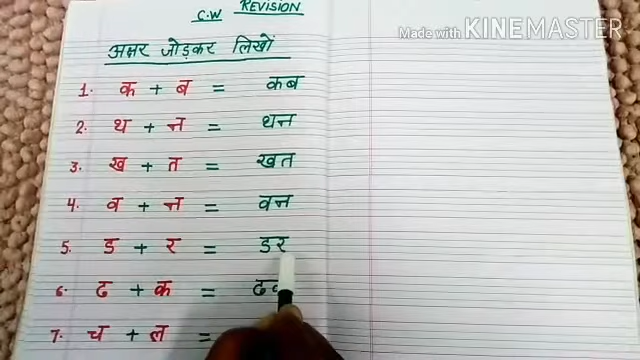 C.W REVISION
Made with KINEMASTER
अक्षर जोड़कर लिखों
1. क + ब = कब
2. थ + न = थन
3. ख + त = खत
4. व + न = वन
5. ड + र = डर
6. ढ + क = ढ
7. च + ल =